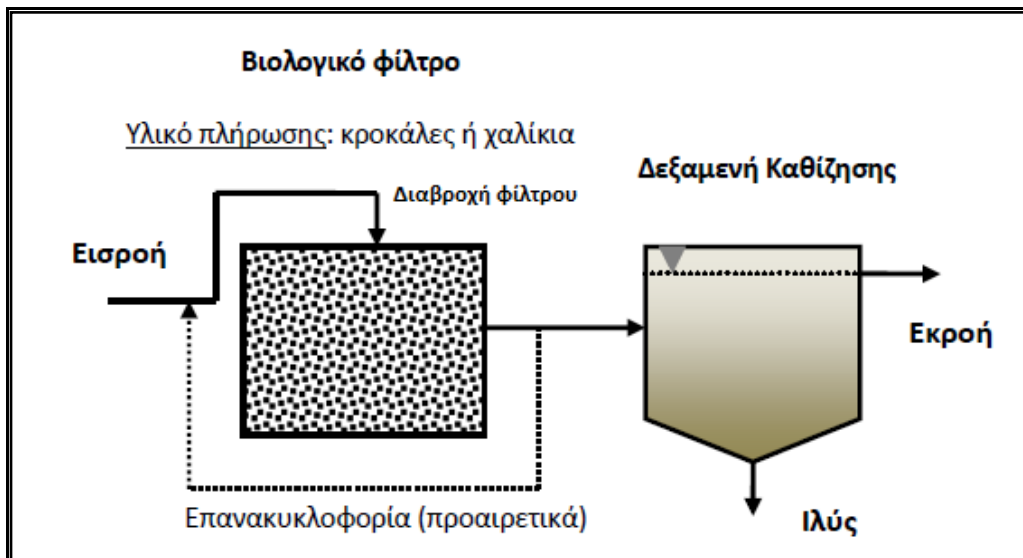 Βιολογικό φίλτρο
Υλικό πλήρωσης: κροκάλες ή χαλίκια
Δεξαμενή Καθίζησης
Διαβροχή φίλτρου
Εισροή
Εκροή
Επανακυκλοφορία (προαιρετικά)
Ιλύς